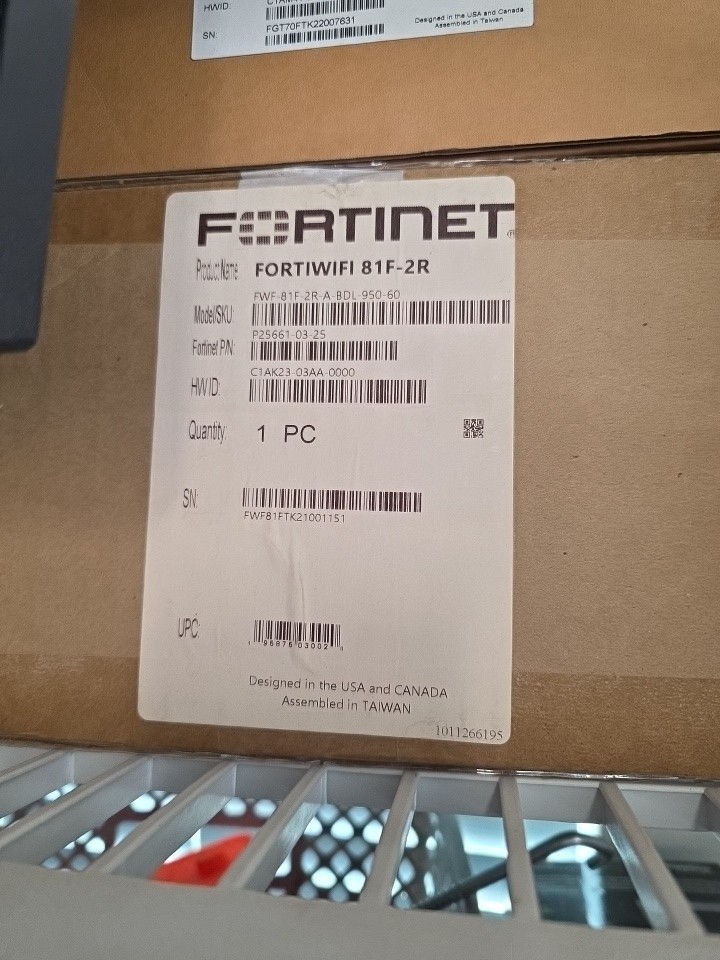 HWID:
SN:
FGT70FTK22007631
Designed in the USA and Canada
Assembled in Taiwan
FORTINET
Product Name: FORTIWIFI 81F-2R
FWF-81F-2R-A-BDL-950-60
Model/SKU:
P25661-03-25
Fortinet P/N:
C1AK23-03AA-0000
HW ID:
Quantity: 1 PC
SN:
FWF81FTK21001151
UPC:
Designed in the USA and CANADA
Assembled in TAIWAN
1011266195